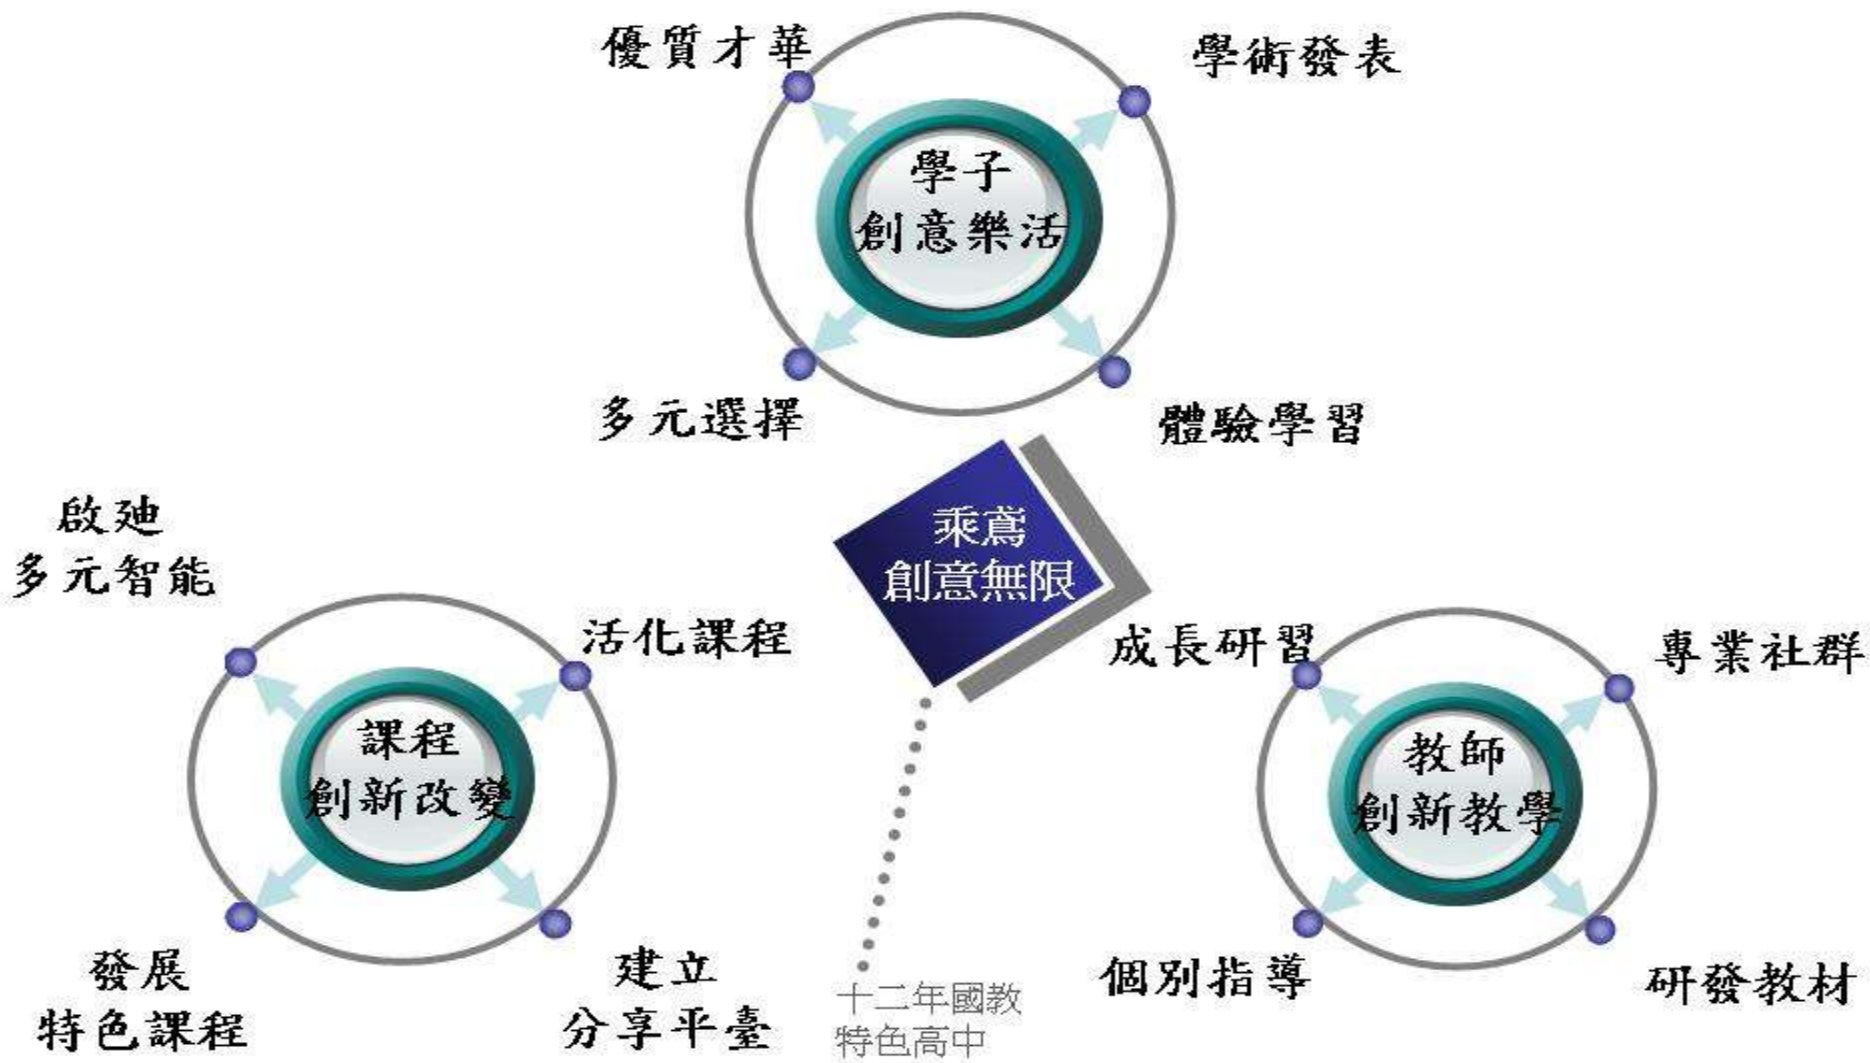 優質才華
學術發表
學子
創意樂活
多元選擇
體驗學習
乘鳶
創意無限
啟廸
多元智能
活化課程
課程
創新改變
發展
特色課程
建立
分享平臺
成長研習
專業社群
教師
創新教學
個別指導
研發教材
十二年國教
特色高中